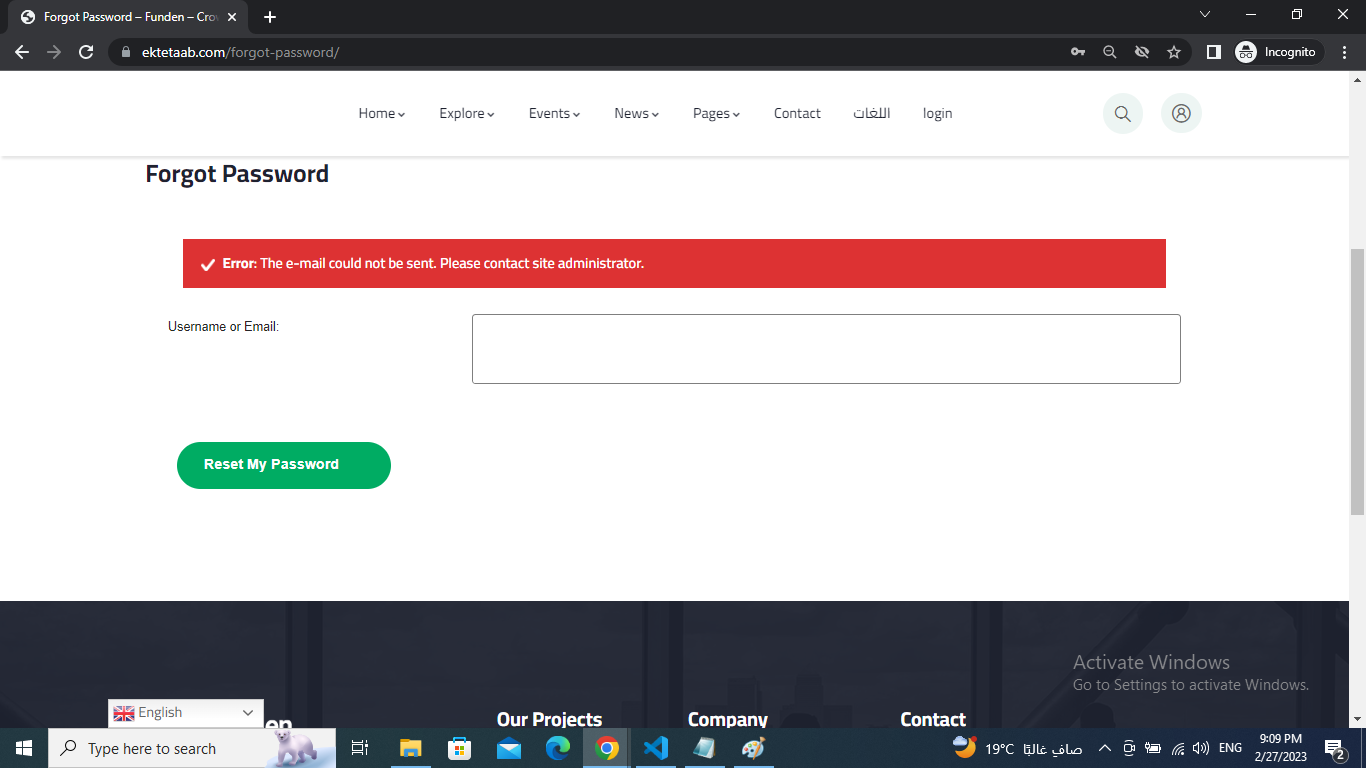 Forgot Password – Funden – Crov
ektetaab.com/forgot-password/
Incognito
Home
Explore
Events
News
Pages
Contact
اللغات
login
Forgot Password
Error: The e-mail could not be sent. Please contact site administrator.
Username or Email:
Reset My Password
Activate Windows
Go to Settings to activate Windows.
English
en
Our Projects
Company
Contact
Type here to search
19°C
صافٍ غالبًا
ENG
9:09 PM
2/27/2023
2